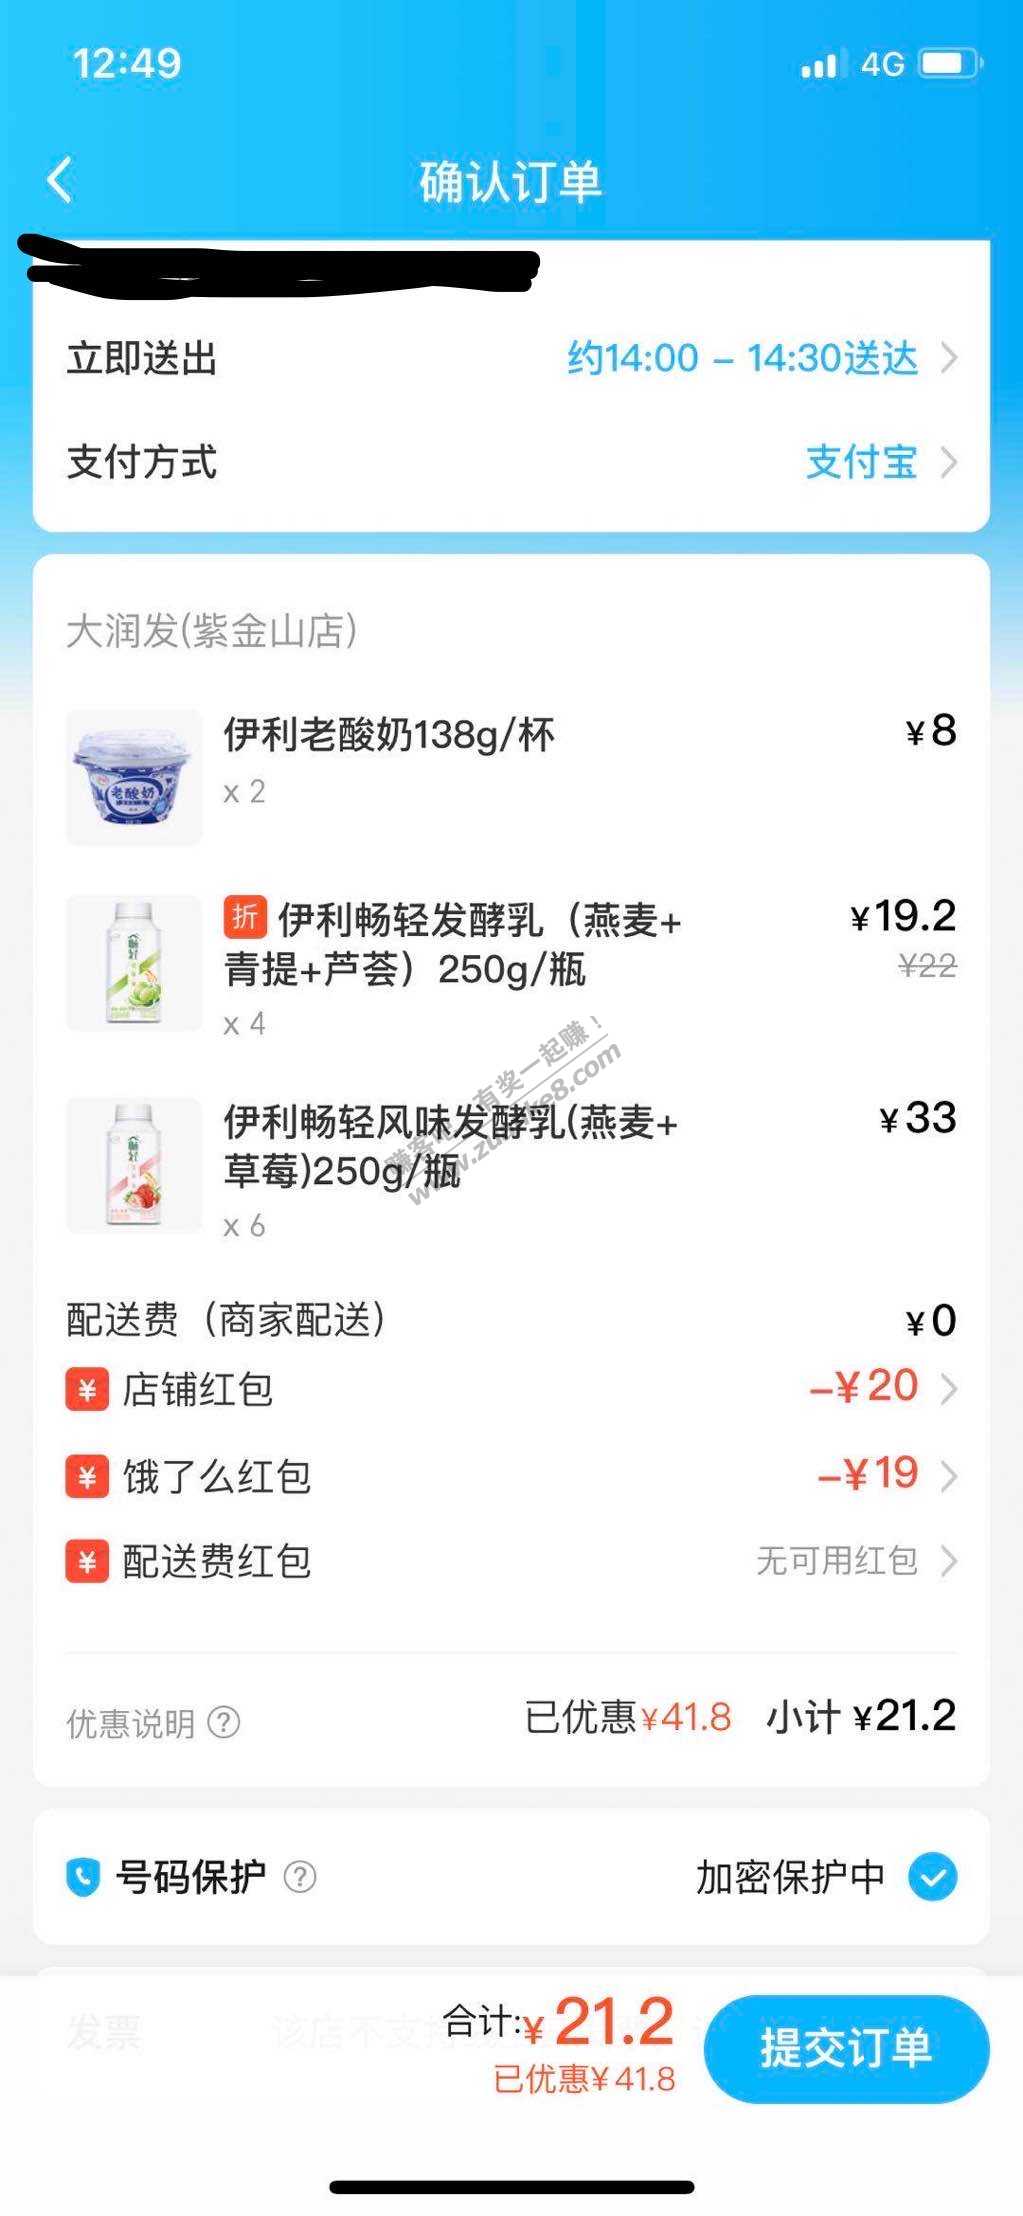 12:49
4G
确认订单
立即送出
约14:00 – 14:30送达
支付方式
支付宝
大润发(紫金山店)
伊利老酸奶138g/杯
¥8
x 2
老酸奶
折 伊利畅轻发酵乳（燕麦+
青提+芦荟）250g/瓶
¥19.2
¥22
x 4
畅轻
伊利畅轻风味发酵乳(燕麦+
草莓)250g/瓶
¥33
x 6
畅轻
赚客吧，有奖一起赚！
www.zuanke8.com
配送费（商家配送）
¥0
¥ 店铺红包
-¥20
¥ 饿了么红包
-¥19
¥ 配送费红包
无可用红包
优惠说明 ?
已优惠¥41.8 小计 ¥21.2
号码保护 ?
加密保护中
发票
该店不支持
合计:¥ 21.2
已优惠¥41.8
提交订单